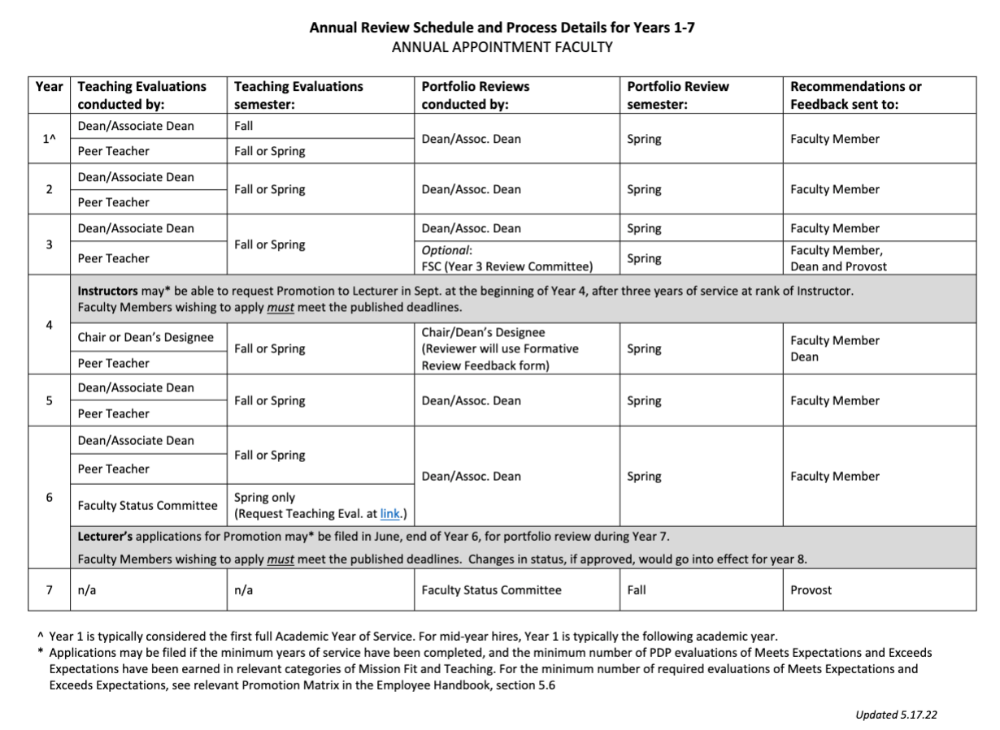 Annual Review Schedule and Process Details for Years 1-7
ANNUAL APPOINTMENT FACULTY
Year
Teaching Evaluations
conducted by:
Teaching Evaluations
semester:
Portfolio Reviews
conducted by:
Portfolio Review
semester:
Recommendations or
Feedback sent to:
1^
Dean/Associate Dean
Fall
Peer Teacher
Fall or Spring
Dean/Assoc. Dean
Spring
Faculty Member
2
Dean/Associate Dean
Peer Teacher
Fall or Spring
Dean/Assoc. Dean
Spring
Faculty Member
3
Dean/Associate Dean
Peer Teacher
Fall or Spring
Dean/Assoc. Dean
Spring
Faculty Member
Optional:
FSC (Year 3 Review Committee)
Spring
Faculty Member,
Dean and Provost
4
Instructors may* be able to request Promotion to Lecturer in Sept. at the beginning of Year 4, after three years of service at rank of Instructor.
Faculty Members wishing to apply must meet the published deadlines.
Chair or Dean’s Designee
Peer Teacher
Fall or Spring
Chair/Dean’s Designee
(Reviewer will use Formative
Review Feedback form)
Spring
Faculty Member
Dean
5
Dean/Associate Dean
Peer Teacher
Fall or Spring
Dean/Assoc. Dean
Spring
Faculty Member
6
Dean/Associate Dean
Peer Teacher
Fall or Spring
Faculty Status Committee
Spring only
(Request Teaching Eval. at link.)
Dean/Assoc. Dean
Spring
Faculty Member
Lecturer’s applications for Promotion may* be filed in June, end of Year 6, for portfolio review during Year 7.
Faculty Members wishing to apply must meet the published deadlines. Changes in status, if approved, would go into effect for year 8.
7
n/a
n/a
Faculty Status Committee
Fall
Provost
^ Year 1 is typically considered the first full Academic Year of Service. For mid-year hires, Year 1 is typically the following academic year.
* Applications may be filed if the minimum years of service have been completed, and the minimum number of PDP evaluations of Meets Expectations and Exceeds
Expectations have been earned in relevant categories of Mission Fit and Teaching. For the minimum number of required evaluations of Meets Expectations and
Exceeds Expectations, see relevant Promotion Matrix in the Employee Handbook, section 5.6
Updated 5.17.22